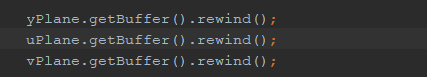 yPlane.getBuffer().rewind();
uPlane.getBuffer().rewind();
vPlane.getBuffer().rewind();